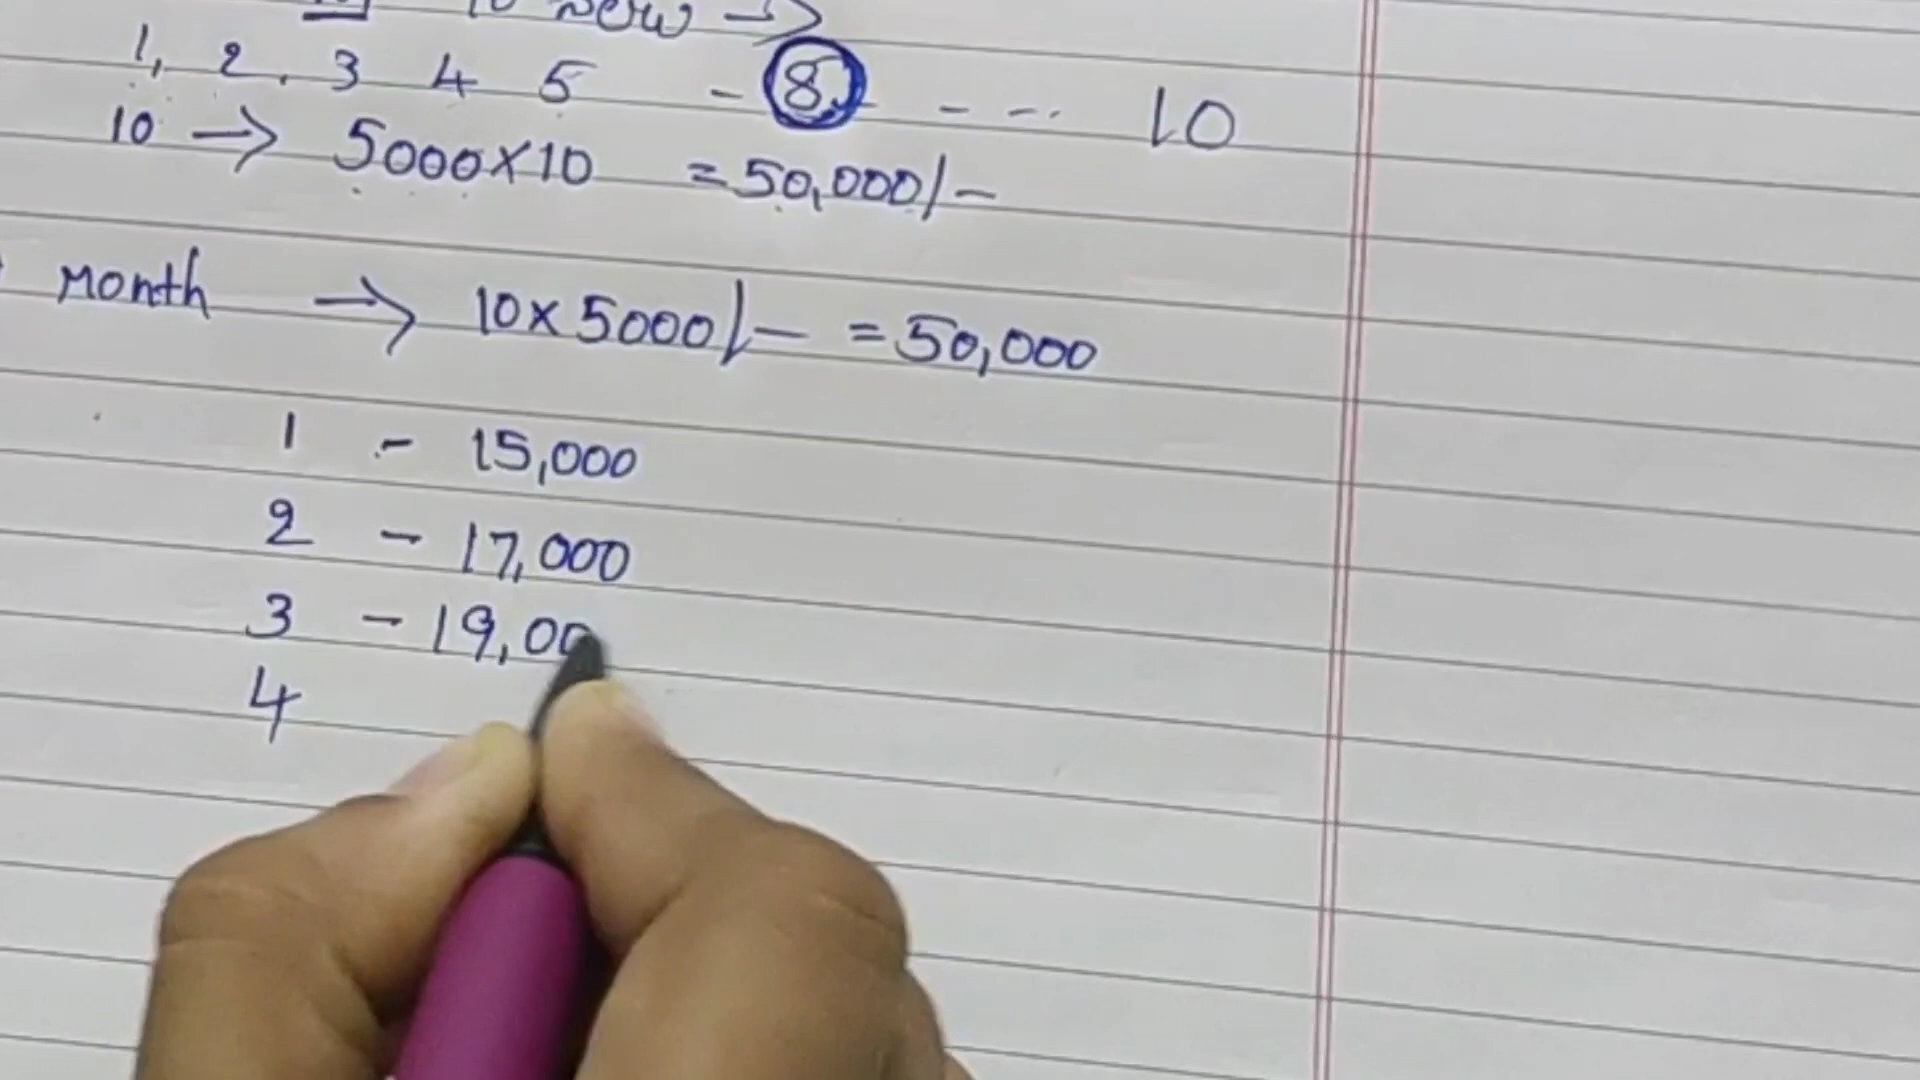 10
1, 2. 3 4 5 - 8 - - .. 10
10 → 5000×10 = 50,000/-
Month → 10×5000/- = 50,000
1 - 15,000
2 - 17,000
3 - 19,00
4